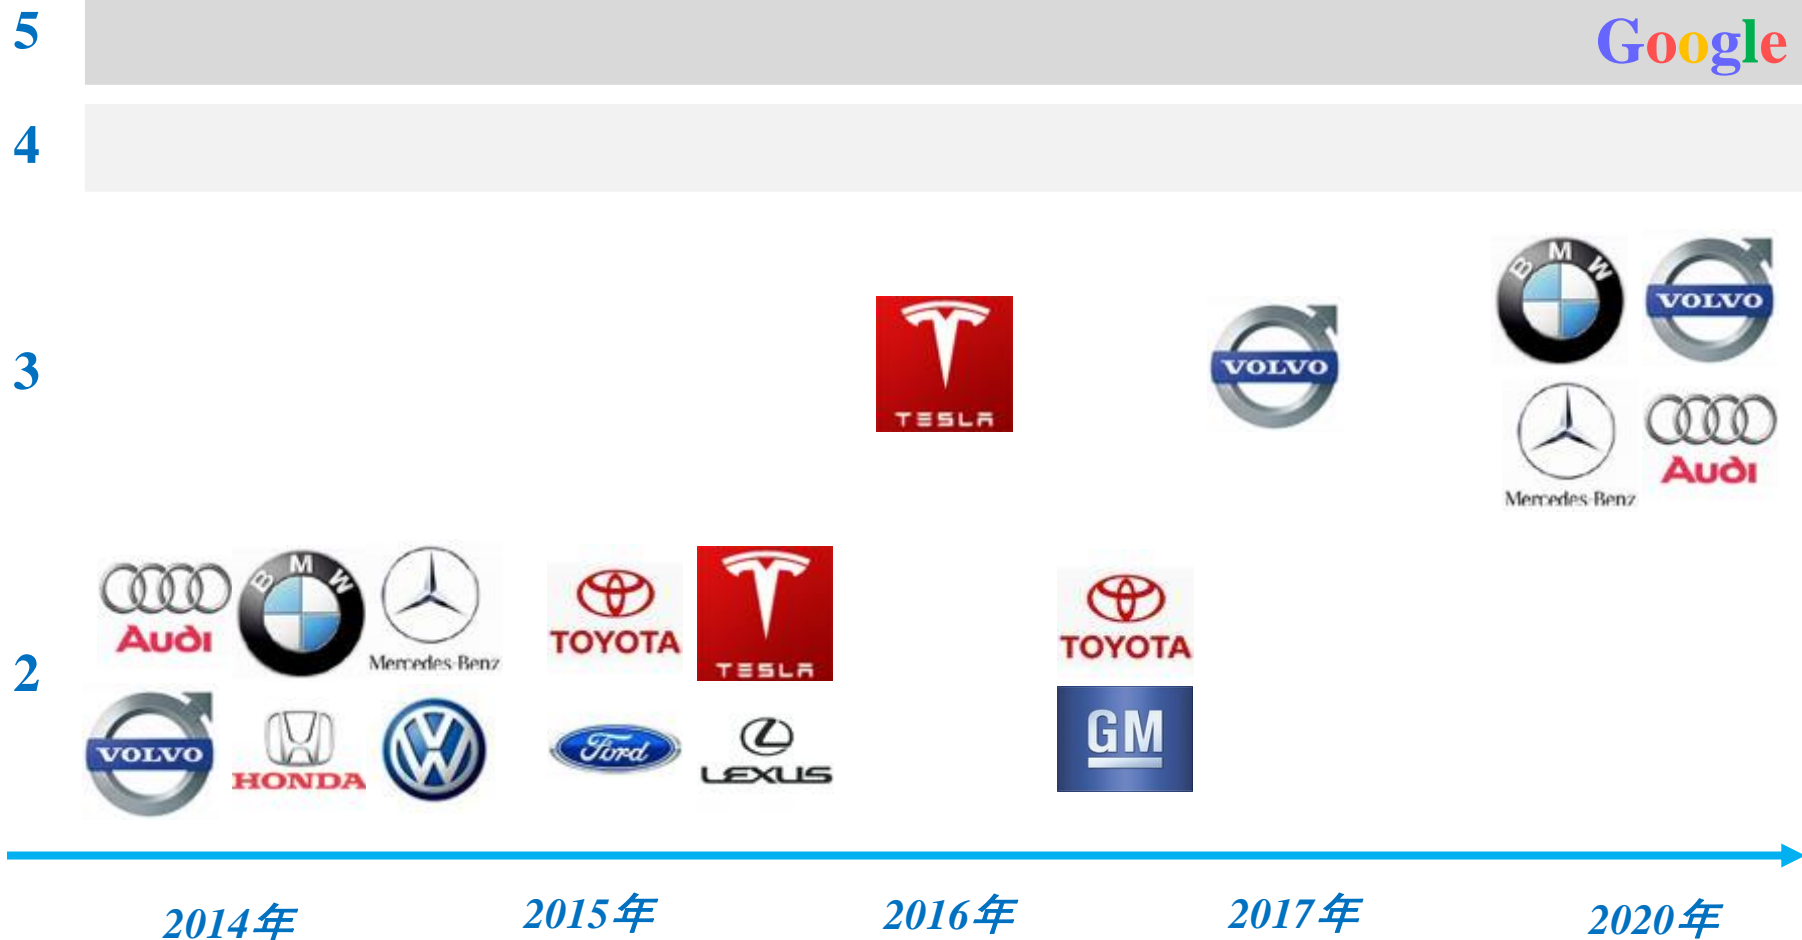 5
Google
4
3
TESLA
VOLVO
BMW
VOLVO
Mercedes-Benz
Audi
2
Audi
BMW
Mercedes-Benz
VOLVO
HONDA
VW
TOYOTA
TESLA
Ford
LEXUS
TOYOTA
GM
2014年
2015年
2016年
2017年
2020年